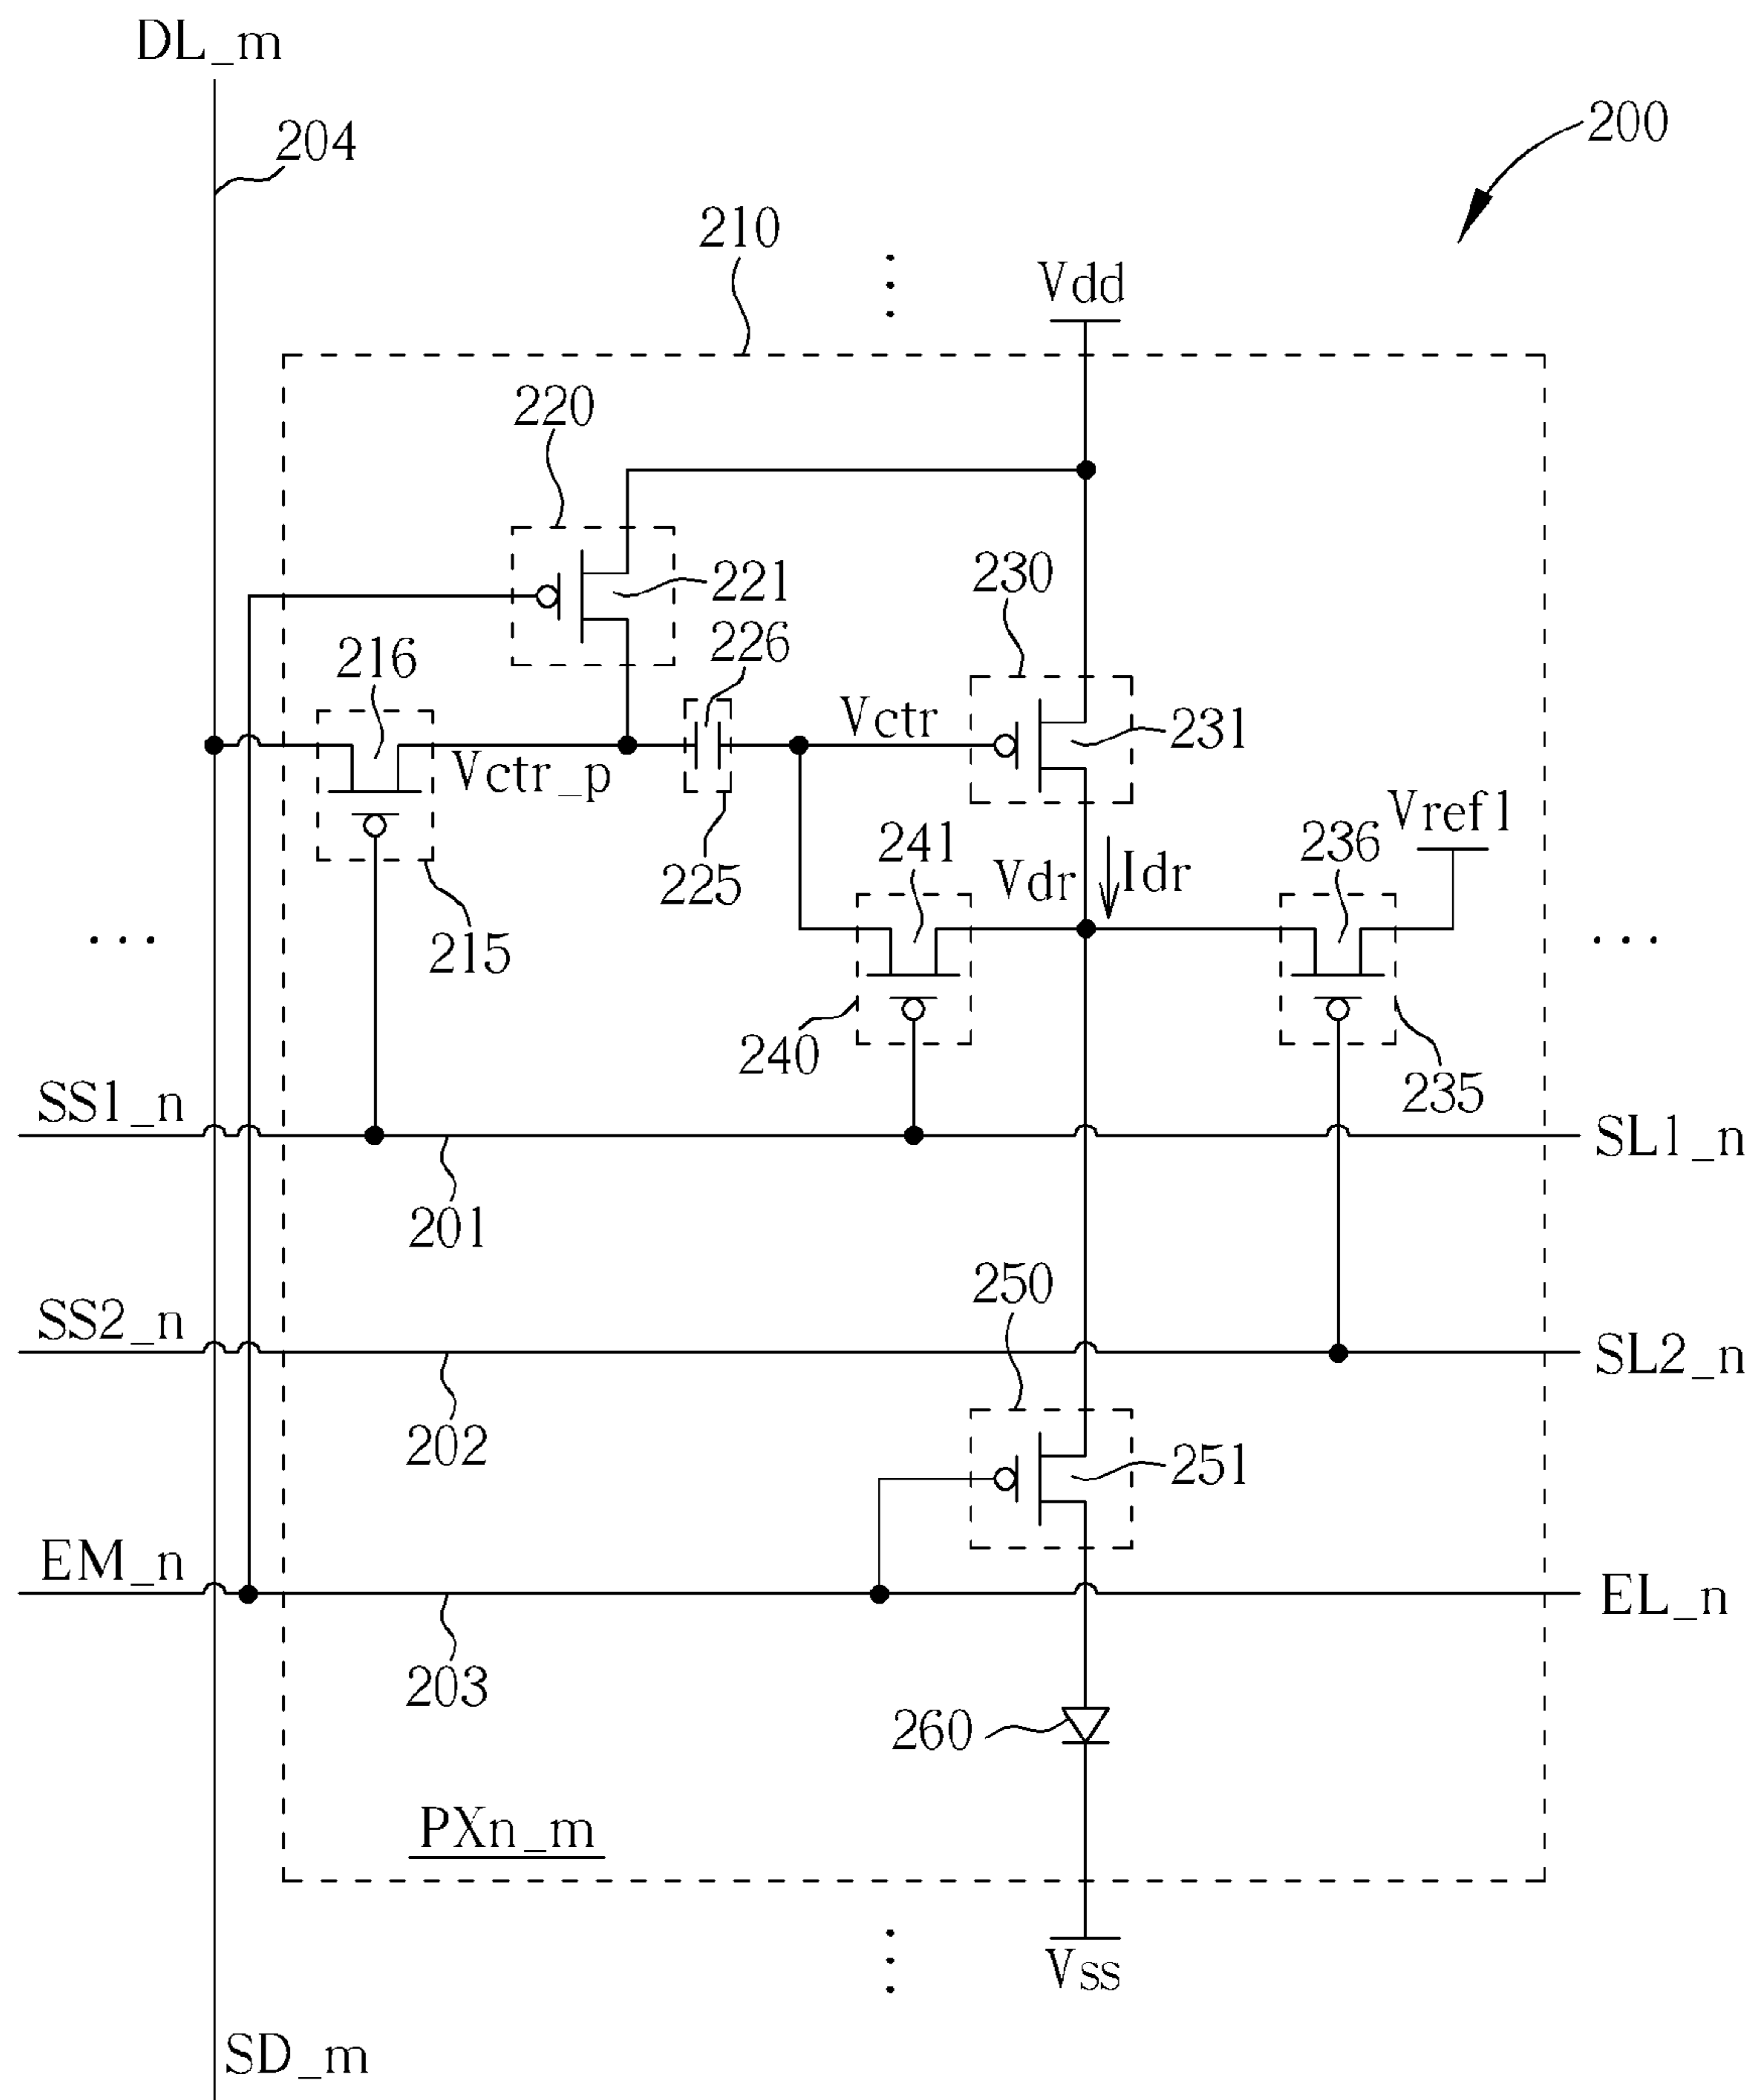 DL_m
204
200
210
Vdd
220
221
230
226
216
Vctr
231
Vctr_p
Vref1
241
236
225
Vdr
Idr
215
240
235
SS1_n
SL1_n
201
250
SS2_n
SL2_n
202
251
EM_n
EL_n
203
260
PXn_m
Vss
SD_m